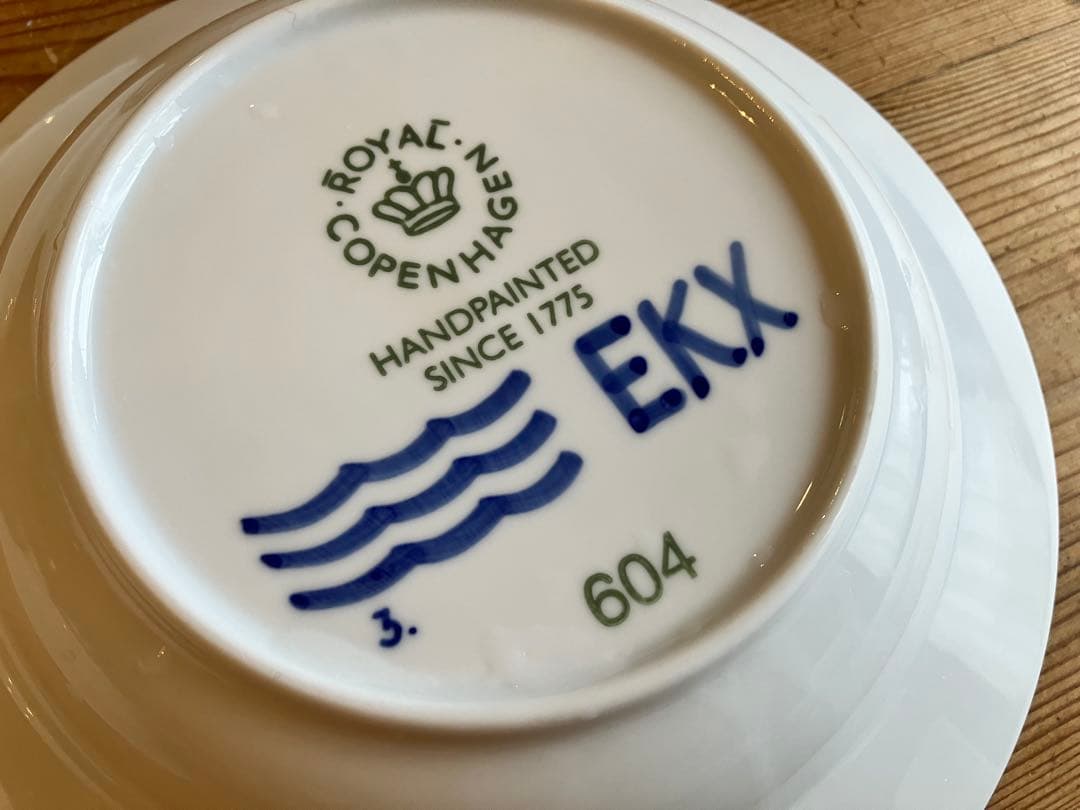 ROYAL COPENHAGEN
HANDPAINTED
SINCE 1775
EKX
3.
604